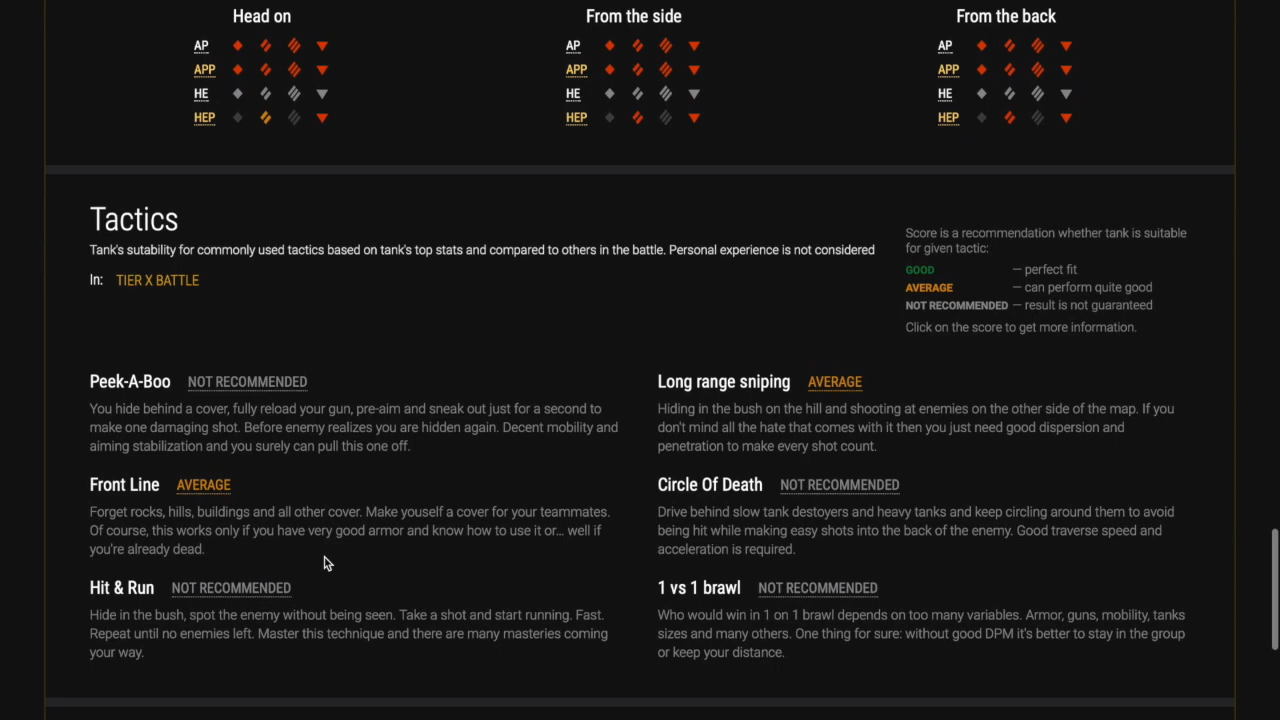 Head on
From the side
From the back
AP
AP
AP
APP
APP
APP
HE
HE
HE
HEP
HEP
HEP
Tactics
Tank's sutability for commonly used tactics based on tank's top stats and compared to others in the battle. Personal experience is not considered
In: TIER X BATTLE
Score is a recommendation whether tank is suitable
for given tactic:
GOOD — perfect fit
AVERAGE — can perform quite good
NOT RECOMMENDED — result is not guaranteed
Click on the score to get more information.
Peek-A-Boo NOT RECOMMENDED
You hide behind a cover, fully reload your gun, pre-aim and sneak out just for a second to
make one damaging shot. Before enemy realizes you are hidden again. Decent mobility and
aiming stabilization and you surely can pull this one off.
Long range sniping AVERAGE
Hiding in the bush on the hill and shooting at enemies on the other side of the map. If you
don't mind all the hate that comes with it then you just need good dispersion and
penetration to make every shot count.
Front Line AVERAGE
Forget rocks, hills, buildings and all other cover. Make youself a cover for your teammates.
Of course, this works only if you have very good armor and know how to use it or... well if
you're already dead.
Circle Of Death NOT RECOMMENDED
Drive behind slow tank destoyers and heavy tanks and keep circling around them to avoid
being hit while making easy shots into the back of the enemy. Good traverse speed and
acceleration is required.
Hit & Run NOT RECOMMENDED
Hide in the bush, spot the enemy without being seen. Take a shot and start running. Fast.
Repeat until no enemies left. Master this technique and there are many masteries coming
your way.
1 vs 1 brawl NOT RECOMMENDED
Who would win in 1 on 1 brawl depends on too many variables. Armor, guns, mobility, tanks
sizes and many others. One thing for sure: without good DPM it's better to stay in the group
or keep your distance.